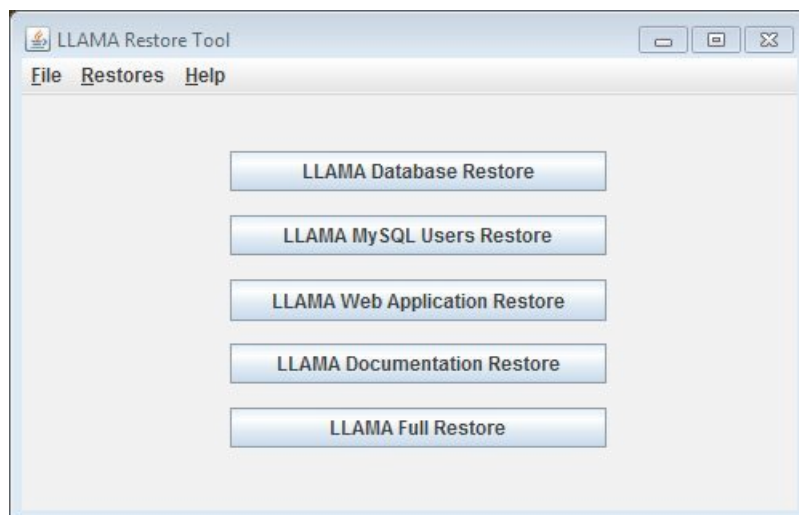 LLAMA Restore Tool
File Restores Help
LLAMA Database Restore
LLAMA MySQL Users Restore
LLAMA Web Application Restore
LLAMA Documentation Restore
LLAMA Full Restore